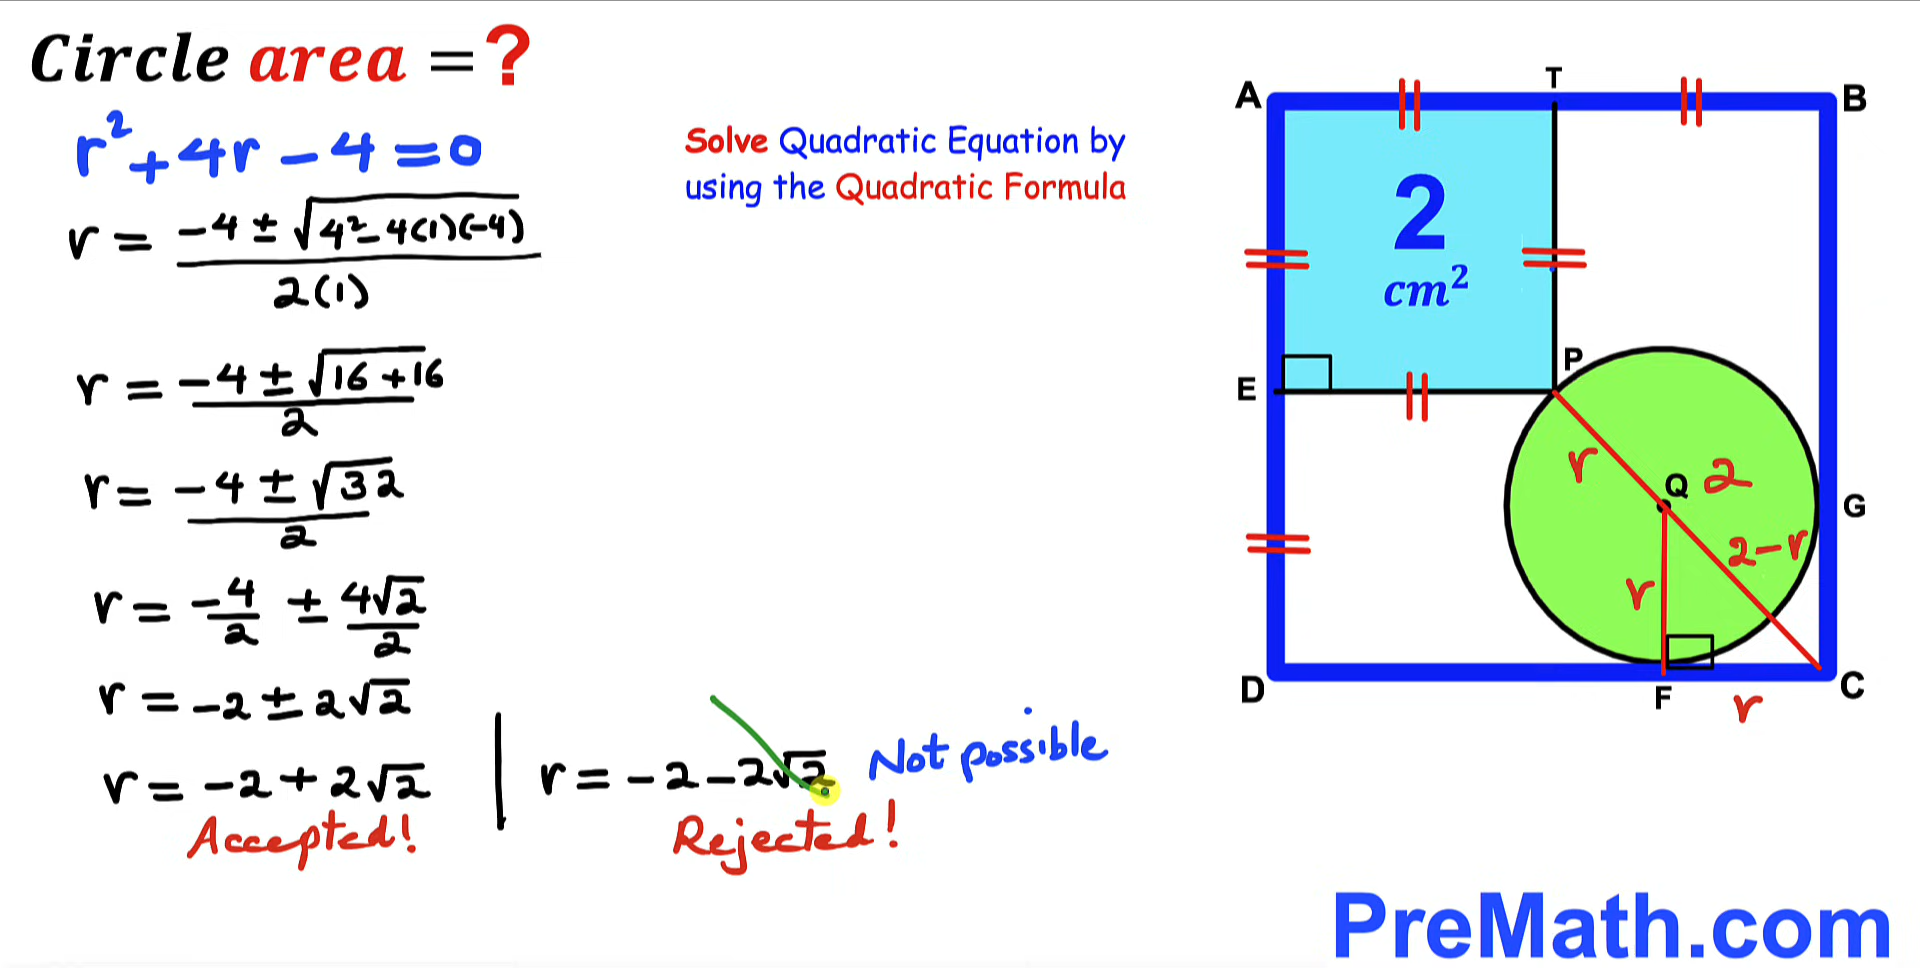 Circle area = ?
r² + 4r − 4 = 0
r = (−4 ± √(4² − 4(1)(−4))) / 2(1)
r = (−4 ± √(16 + 16)) / 2
r = (−4 ± √32) / 2
r = −4/2 ± 4√2/2
r = −2 ± 2√2
r = −2 + 2√2
Accepted!
r = −2 − 2√2
Not possible
Rejected!
Solve Quadratic Equation by
using the Quadratic Formula
A
T
B
2
cm²
P
E
r
Q
2
G
2−r
r
D
F
C
r
PreMath.com